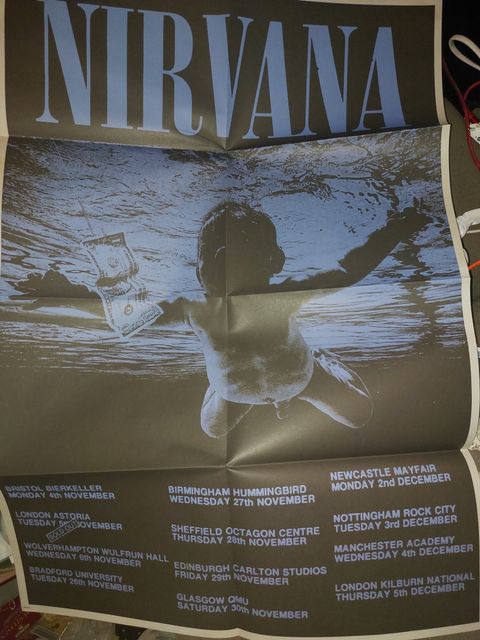 NIRVANA
BRISTOL BIERKELLER
MONDAY 4th NOVEMBER
LONDON ASTORIA
TUESDAY 5th NOVEMBER
SOLD OUT
WOLVERHAMPTON WULFRUN HALL
WEDNESDAY 6th NOVEMBER
BRADFORD UNIVERSITY
TUESDAY 26th NOVEMBER
BIRMINGHAM HUMMINGBIRD
WEDNESDAY 27th NOVEMBER
SHEFFIELD OCTAGON CENTRE
THURSDAY 28th NOVEMBER
EDINBURGH CARLTON STUDIOS
FRIDAY 29th NOVEMBER
GLASGOW QMU
SATURDAY 30th NOVEMBER
NEWCASTLE MAYFAIR
MONDAY 2nd DECEMBER
NOTTINGHAM ROCK CITY
TUESDAY 3rd DECEMBER
MANCHESTER ACADEMY
WEDNESDAY 4th DECEMBER
LONDON KILBURN NATIONAL
THURSDAY 5th DECEMBER